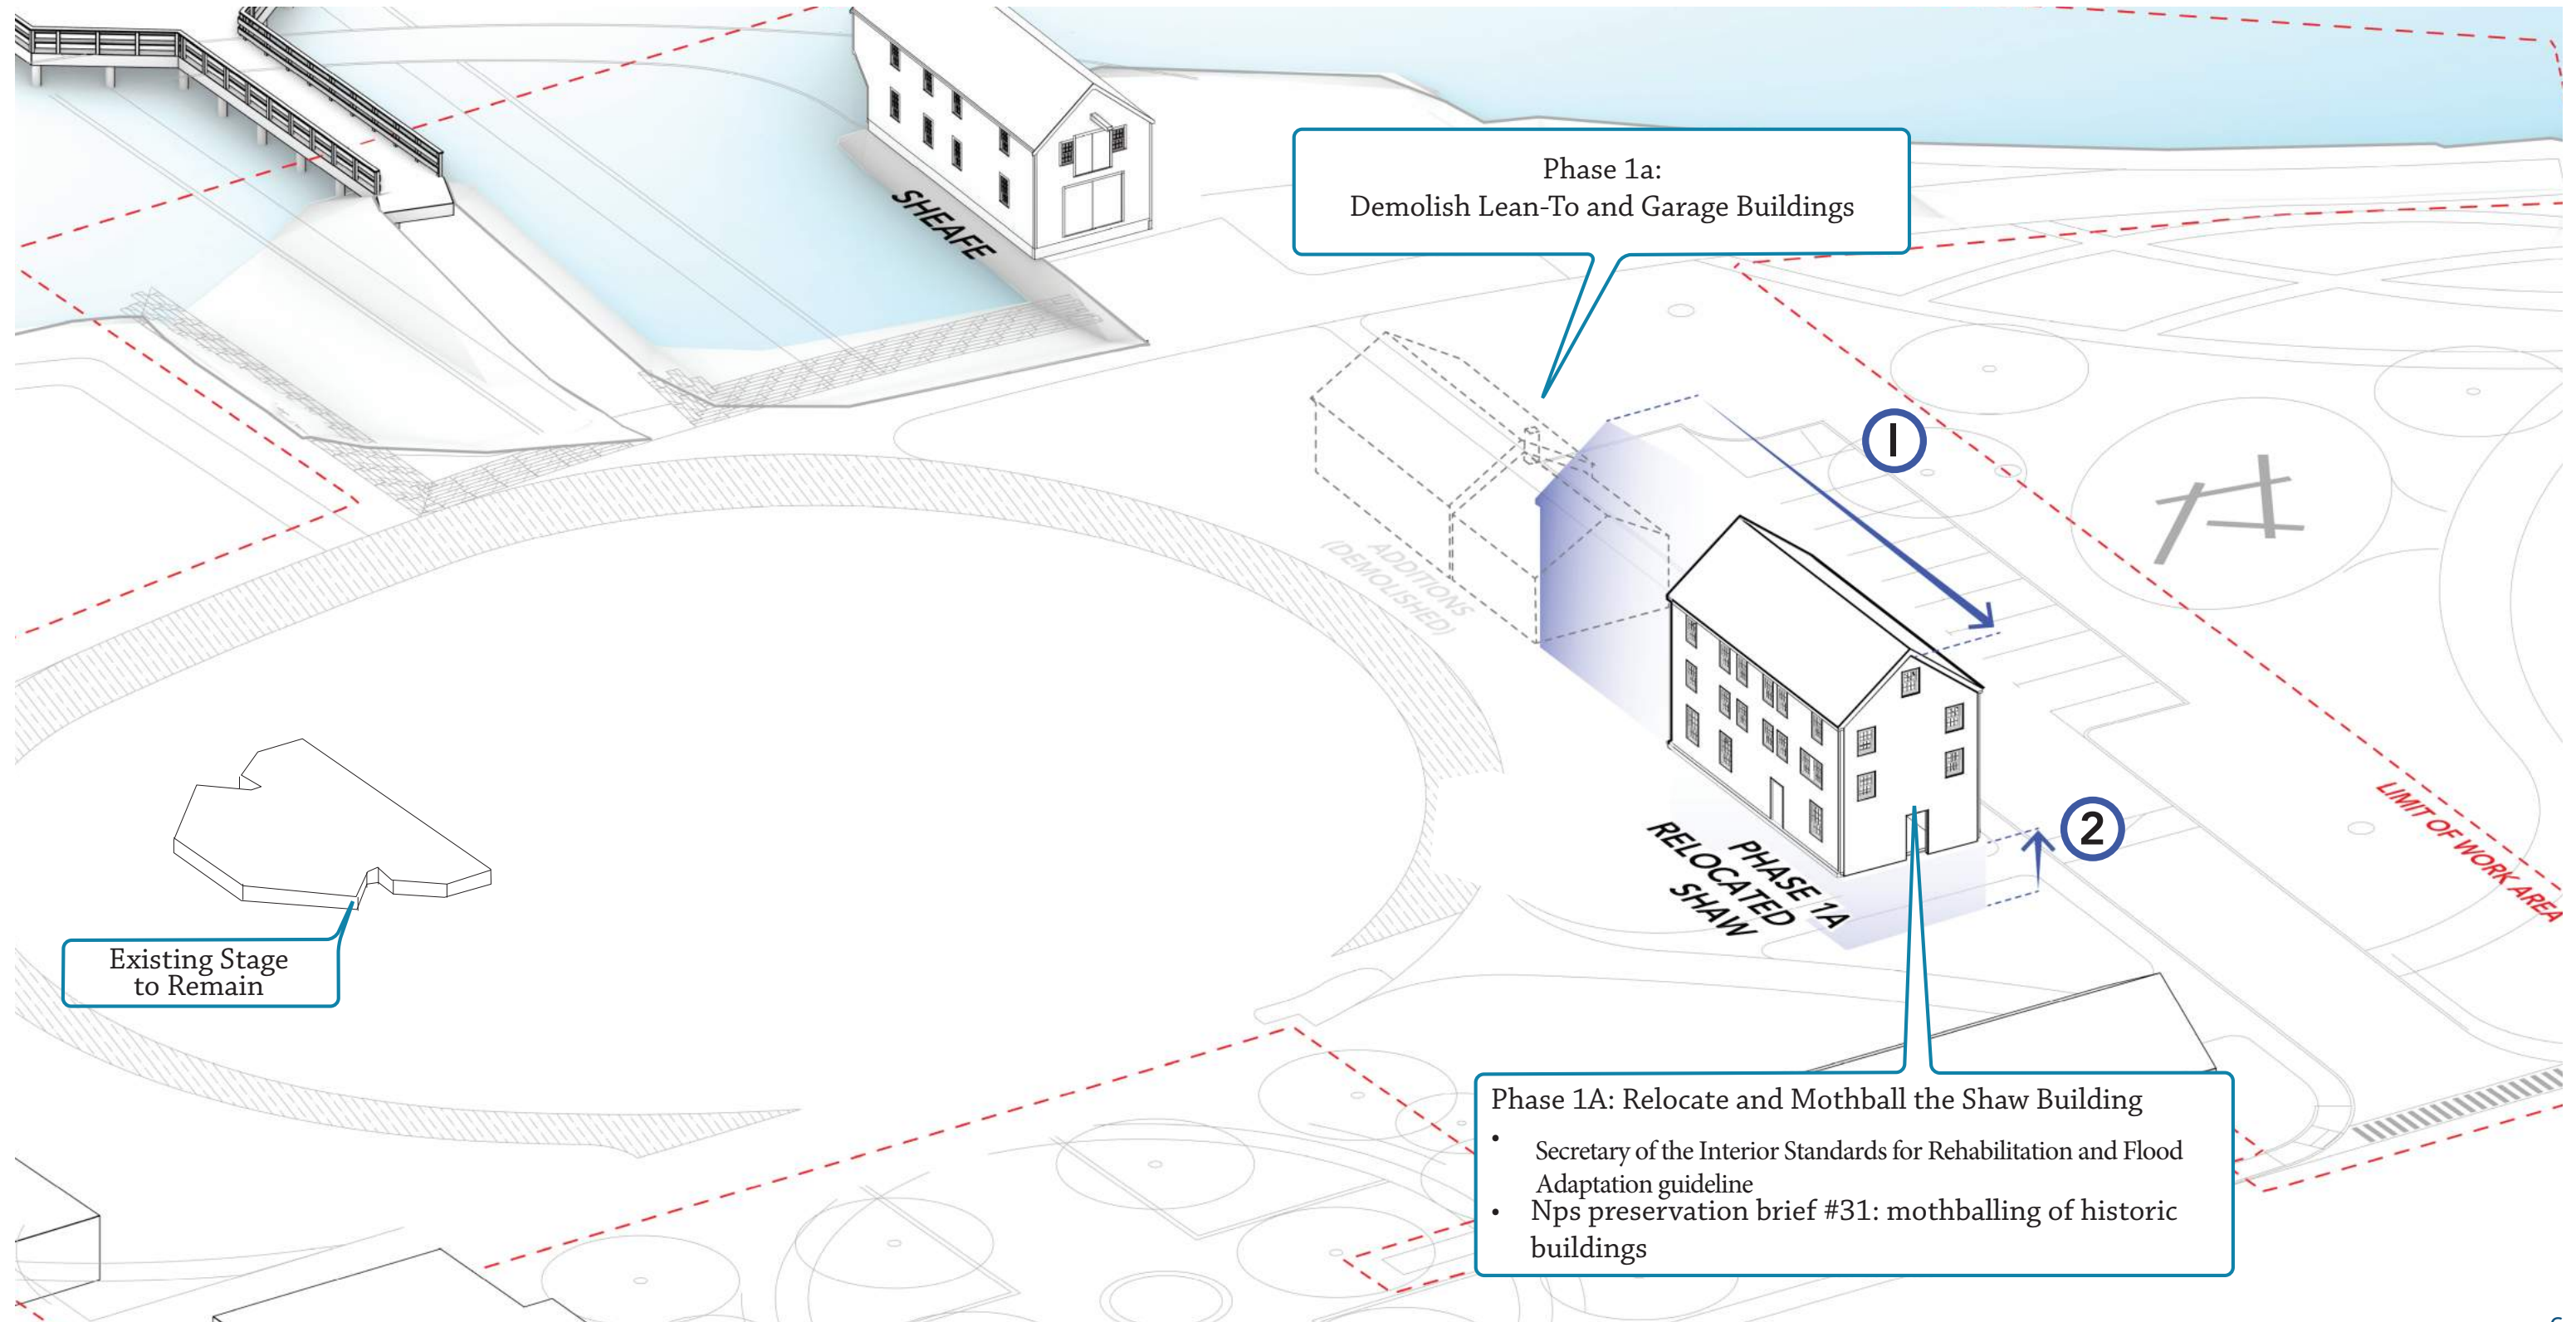 SHEAFE
Phase 1a:
Demolish Lean-To and Garage Buildings
1
ADDITIONS
(DEMOLISHED)
2
LIMIT OF WORK AREA
PHASE 1A
RELOCATED
SHAW
Existing Stage
to Remain
Phase 1A: Relocate and Mothball the Shaw Building
• Secretary of the Interior Standards for Rehabilitation and Flood
Adaptation guideline
• Nps preservation brief #31: mothballing of historic
buildings